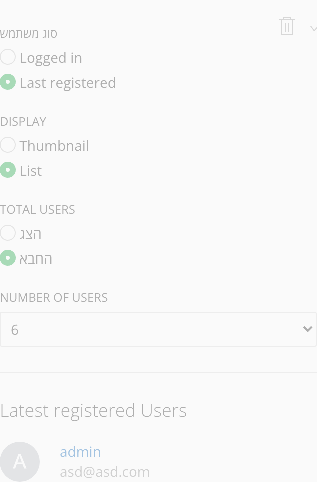 סוג משתמש
Logged in
Last registered
DISPLAY
Thumbnail
List
TOTAL USERS
הצג
החבא
NUMBER OF USERS
6
Latest registered Users
A
admin
asd@asd.com